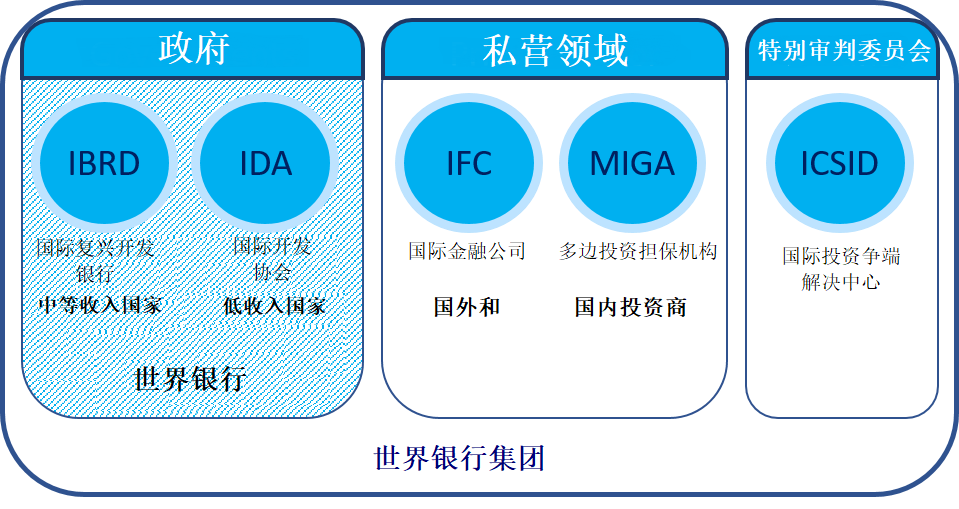 政府
IBRD
IDA
国际复兴开发
银行
中等收入国家
国际开发
协会
低收入国家
世界银行
私营领域
IFC
MIGA
国际金融公司
多边投资担保机构
国外和
国内投资商
特别审判委员会
ICSID
国际投资争端
解决中心
世界银行集团